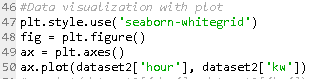 46 #Data visualization with plot
47 plt.style.use('seaborn-whitegrid')
48 fig = plt.figure()
49 ax = plt.axes()
50 ax.plot(dataset2['hour'], dataset2['kw'])